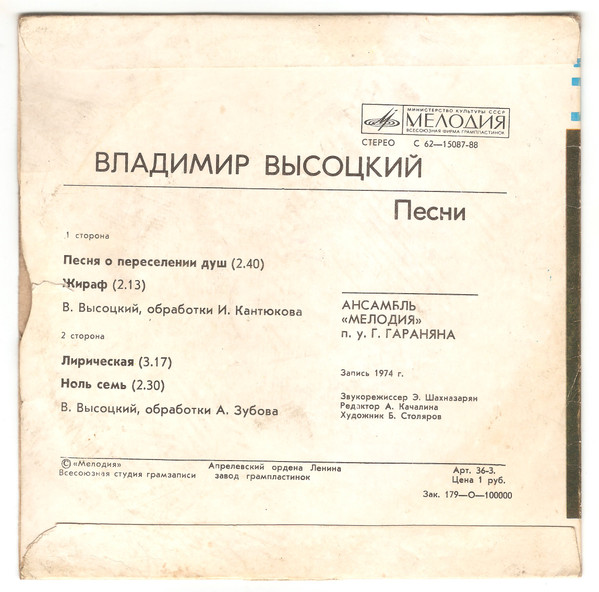 МИНИСТЕРСТВО КУЛЬТУРЫ СССР
МЕЛОДИЯ
ВСЕСОЮЗНАЯ ФИРМА ГРАМПЛАСТИНОК
СТЕРЕО С 62—15087-88
ВЛАДИМИР ВЫСОЦКИЙ
Песни
1 сторона
Песня о переселении душ (2.40)
Жираф (2.13)
В. Высоцкий, обработки И. Кантюкова
2 сторона
Лирическая (3.17)
Ноль семь (2.30)
В. Высоцкий, обработки А. Зубова
АНСАМБЛЬ
«МЕЛОДИЯ»
п. у. Г. ГАРАНЯНА
Запись 1974 г.
Звукорежиссер Э. Шахназарян
Редактор А. Качалина
Художник Б. Столяров
© «Мелодия»
Всесоюзная студия грамзаписи
Апрелевский ордена Ленина
завод грампластинок
Арт. 36-3.
Цена 1 руб.
Зак. 179—О—100000